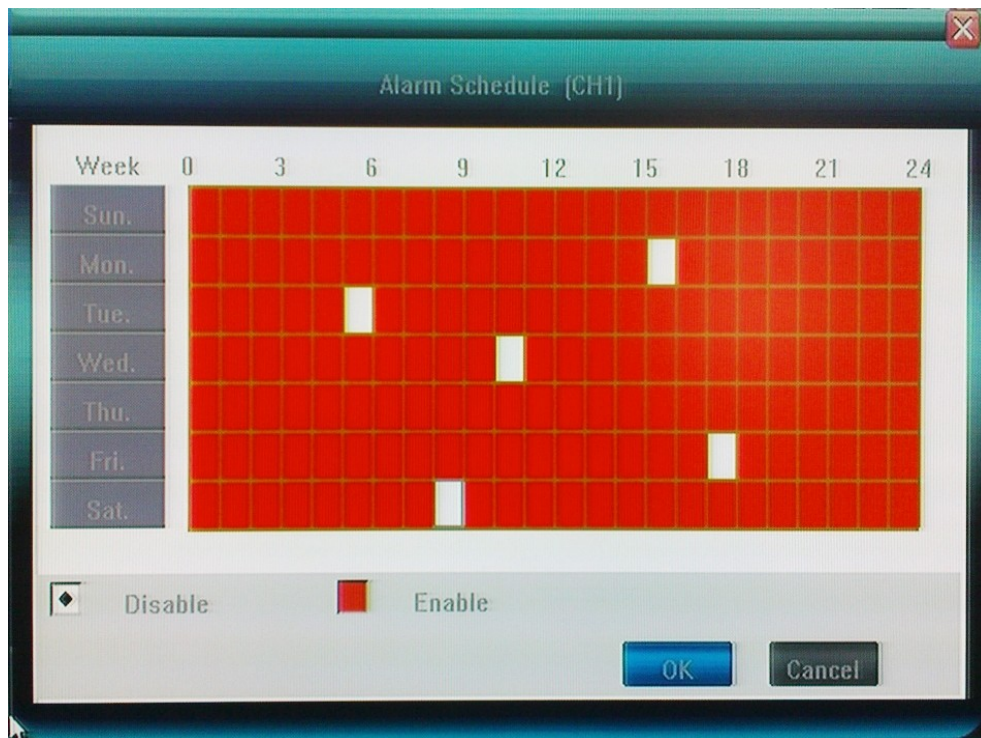 Alarm Schedule (CH1)
Week 0 3 6 9 12 15 18 21 24
Sun.
Mon.
Tue.
Wed.
Thu.
Fri.
Sat.
Disable Enable
OK Cancel